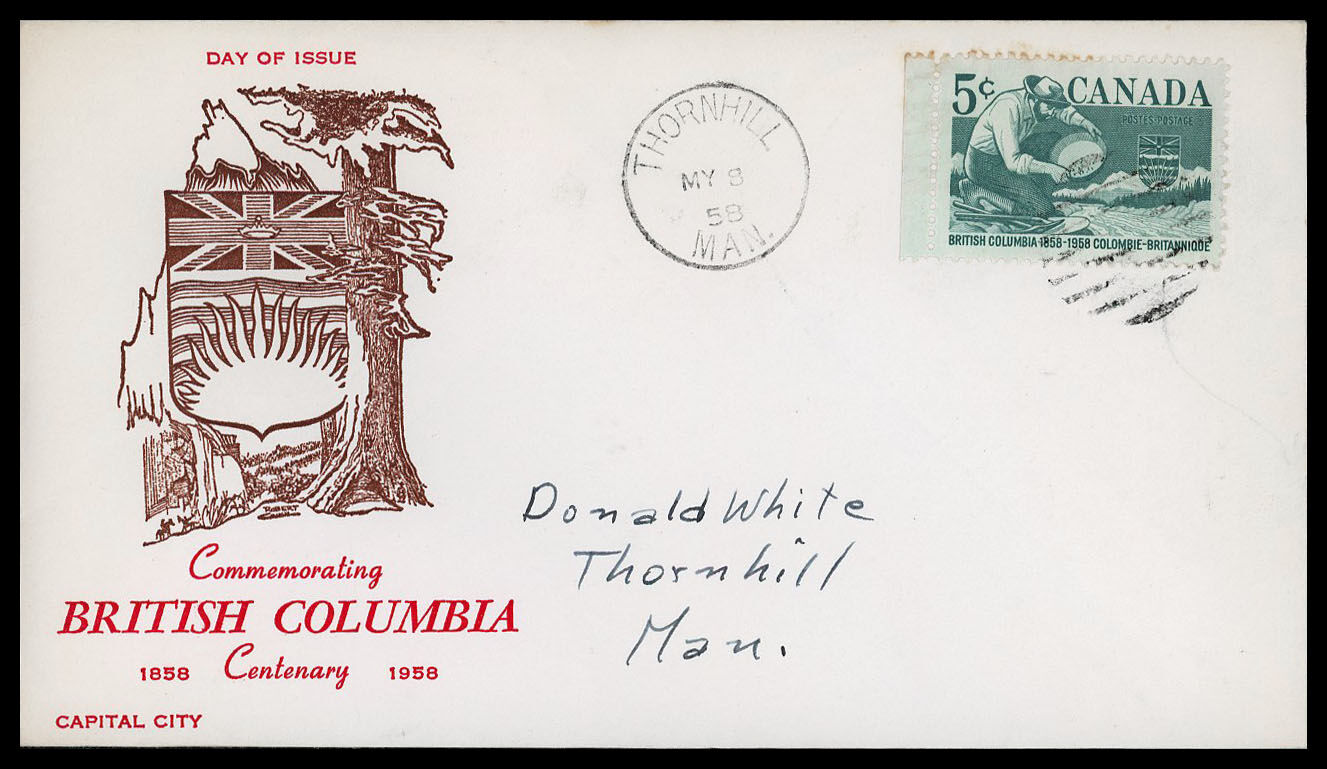 DAY OF ISSUE
THORNHILL
MY 8
58
MAN.
5¢ CANADA
POSTES-POSTAGE
BRITISH COLUMBIA 1858-1958 COLOMBIE-BRITANNIQUE
Donald White
Thornhill
Man.
ROBERT
Commemorating
BRITISH COLUMBIA
1858 Centenary 1958
CAPITAL CITY